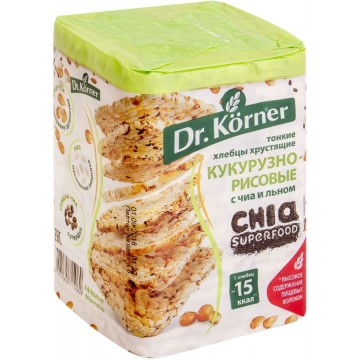 Dr. Körner
тонкие
хлебцы хрустящие
КУКУРУЗНО-
РИСОВЫЕ
С ЧИА И ЛЬНОМ
CHIA
SUPERFOOD
1 хлебец
15
ккал*
*ВЫСОКОЕ
СОДЕРЖАНИЕ
ПИЩЕВЫХ
ВОЛОКОН